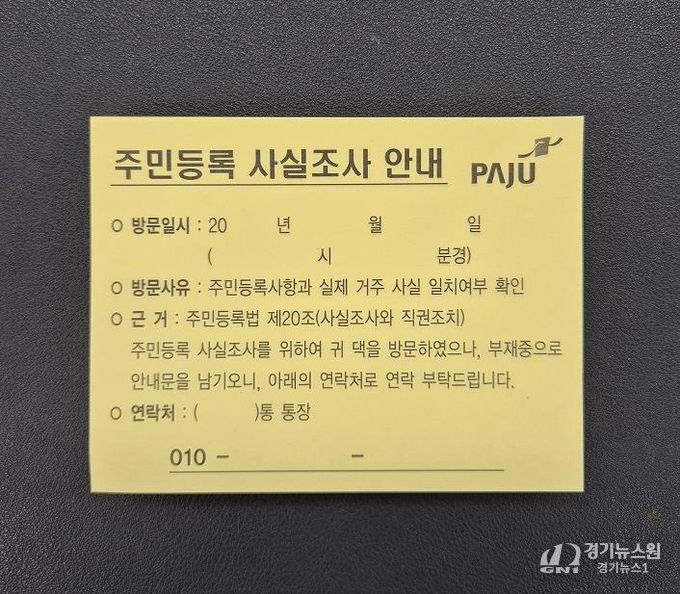 주민등록 사실조사 안내 PAJU
○ 방문일시 : 20 년 월 일
( 시 분경)
○ 방문사유 : 주민등록사항과 실제 거주 사실 일치여부 확인
○ 근 거 : 주민등록법 제20조(사실조사와 직권조치)
주민등록 사실조사를 위하여 귀 댁을 방문하였으나, 부재중으로
안내문을 남기오니, 아래의 연락처로 연락 부탁드립니다.
○ 연락처 : ( )통 통장
010 - -
GN1 경기뉴스원
경기뉴스1